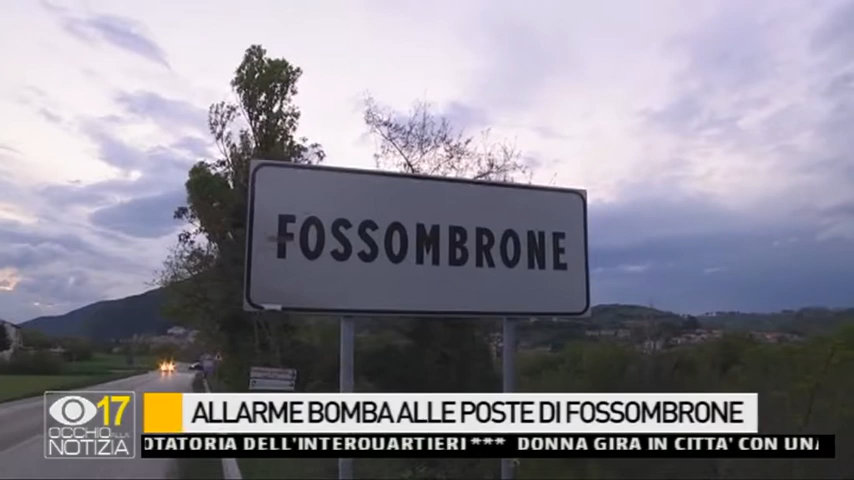 FOSSOMBRONE
17
OCCHIO ALLA
NOTIZIA
ALLARME BOMBA ALLE POSTE DI FOSSOMBRONE
OTATORIA DELL'INTERQUARTIERI *** DONNA GIRA IN CITTA' CON UNA